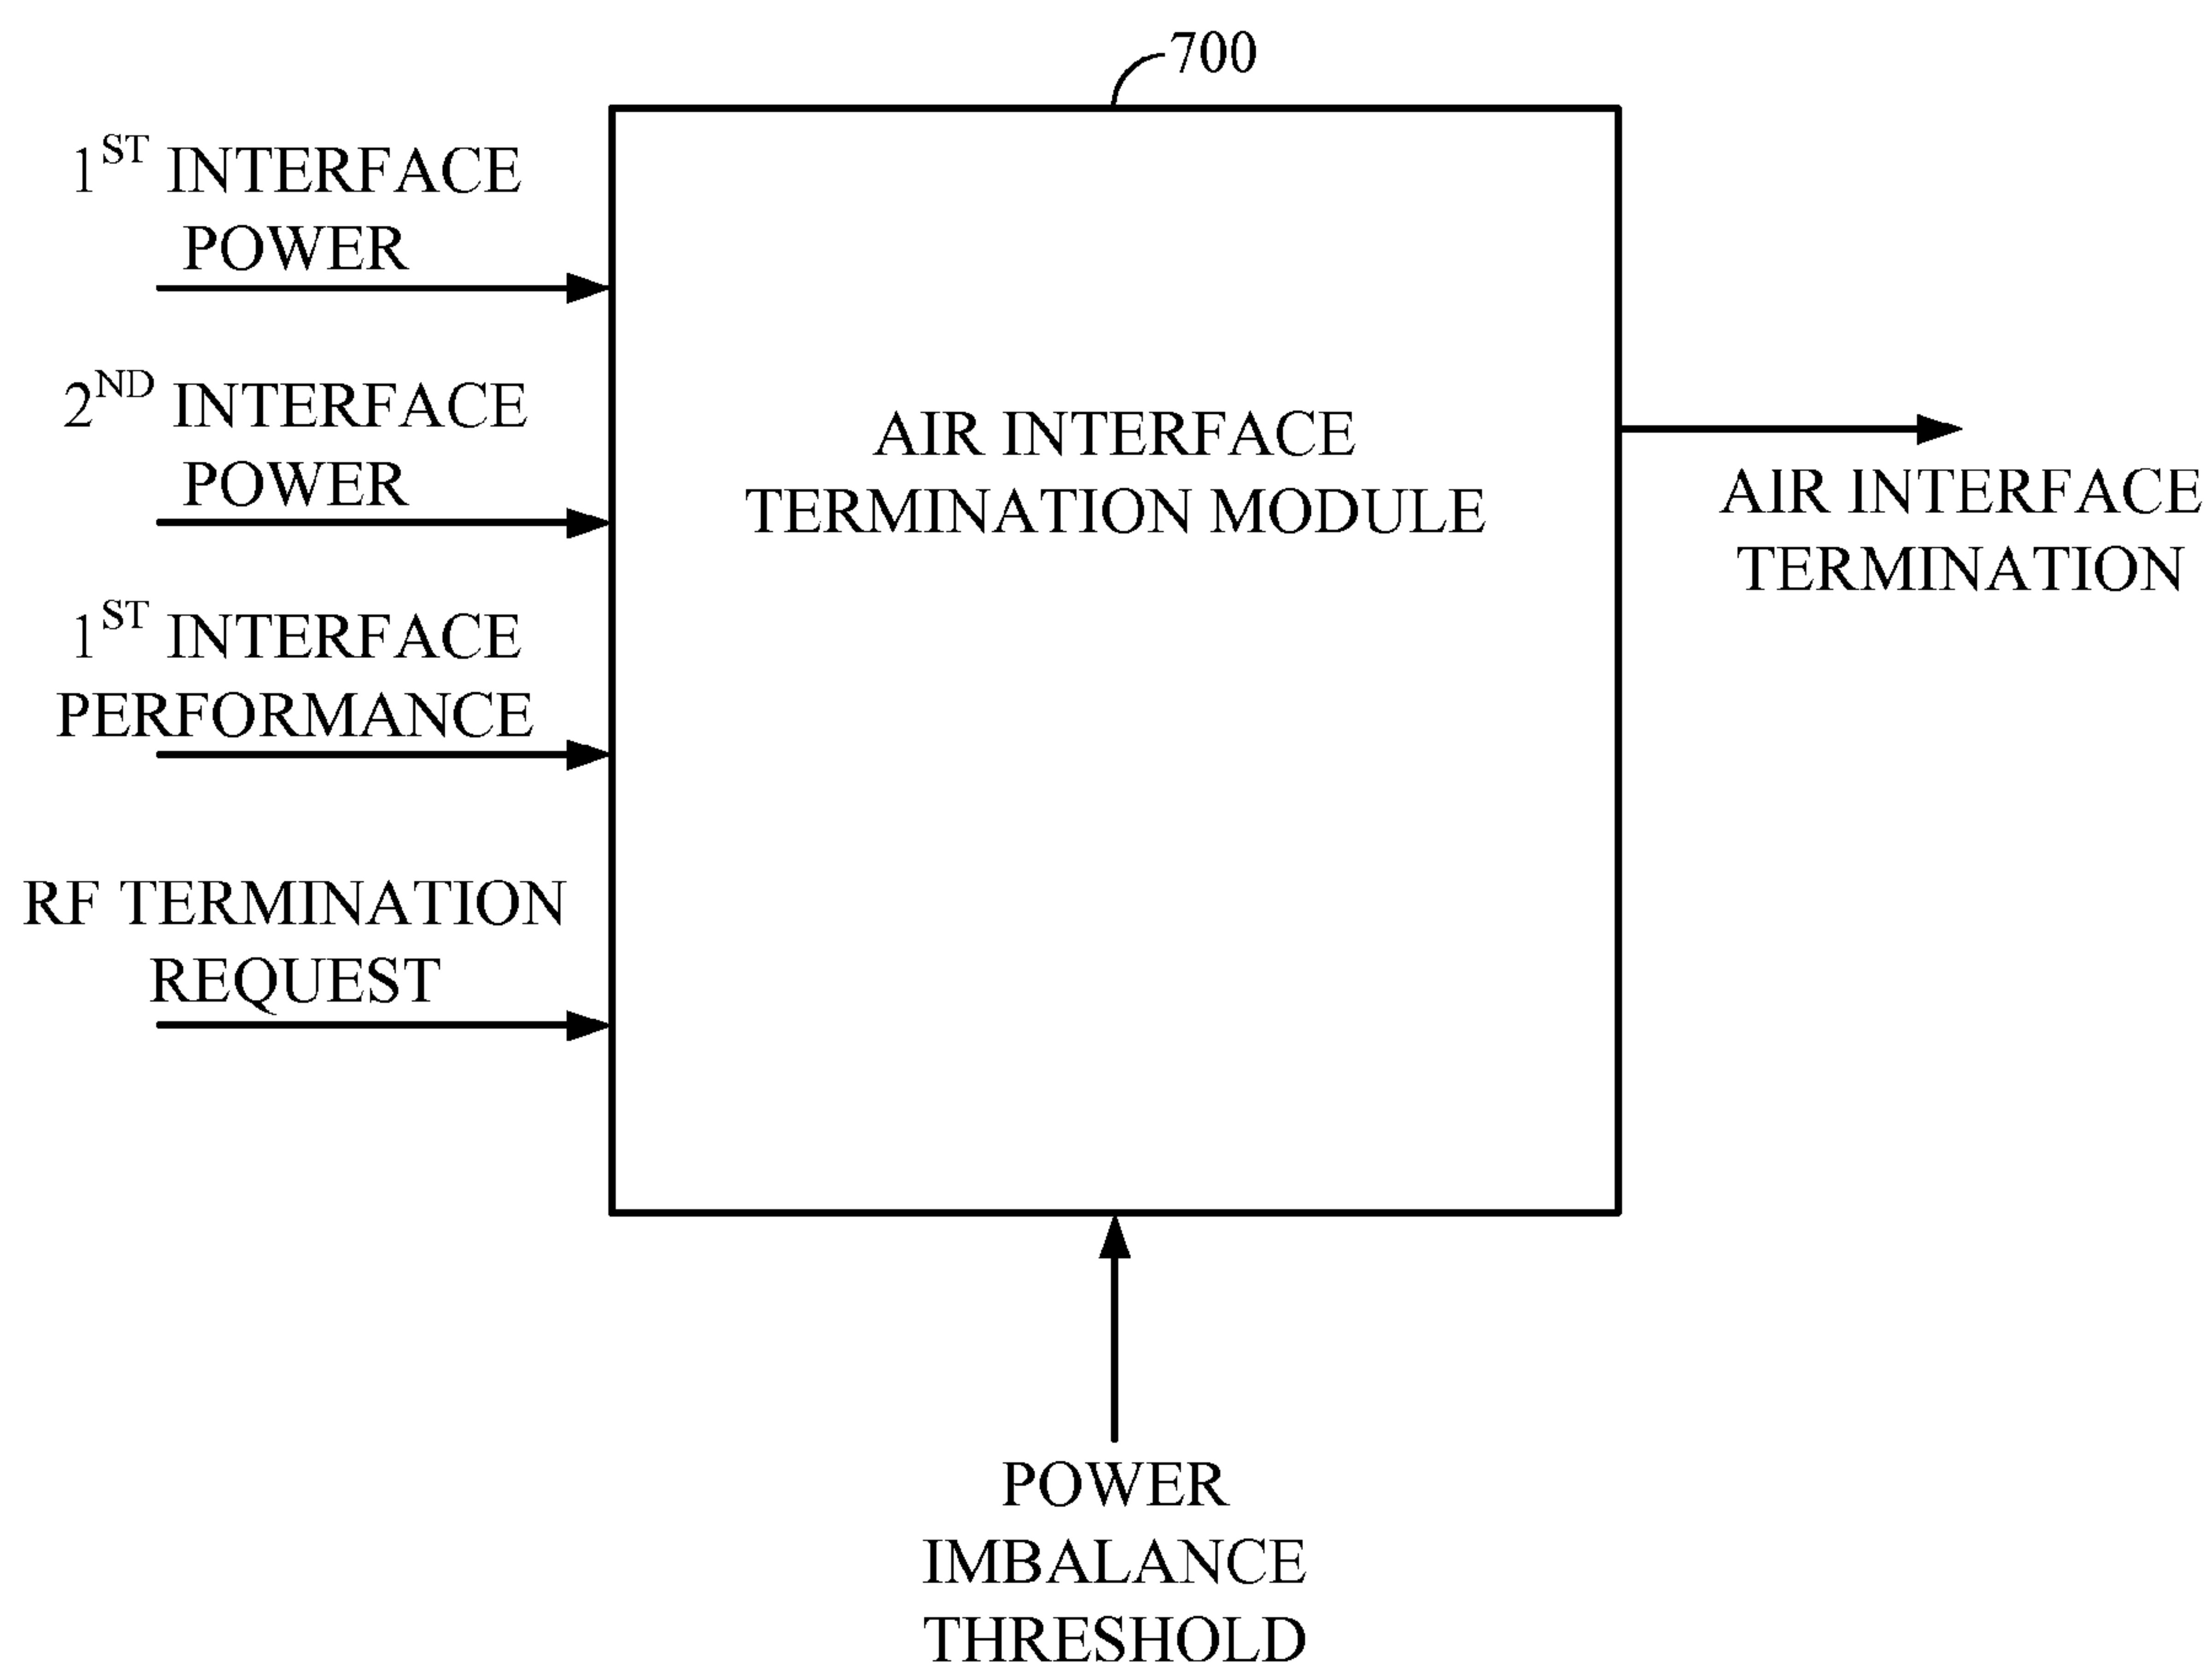 700
1ST INTERFACE
POWER
2ND INTERFACE
POWER
1ST INTERFACE
PERFORMANCE
RF TERMINATION
REQUEST
AIR INTERFACE
TERMINATION MODULE
AIR INTERFACE
TERMINATION
POWER
IMBALANCE
THRESHOLD